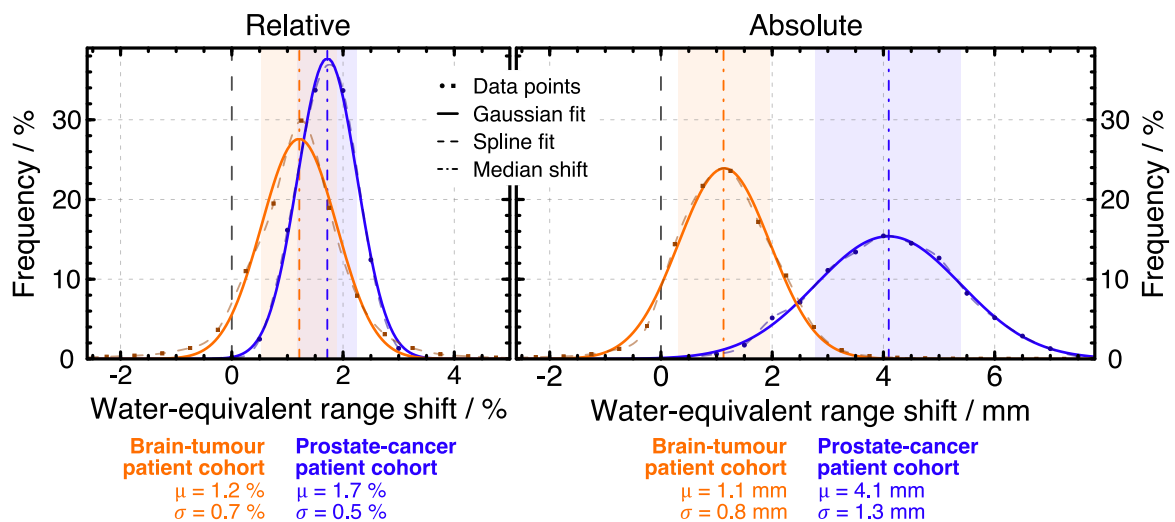 Relative
Absolute
Frequency / %
30
20
10
0
-2
0
2
4
Water-equivalent range shift / %
Data points
Gaussian fit
Spline fit
Median shift
-2
0
2
4
6
Water-equivalent range shift / mm
30
20
10
0
Frequency / %
Brain-tumour
patient cohort
μ = 1.2 %
σ = 0.7 %
Prostate-cancer
patient cohort
μ = 1.7 %
σ = 0.5 %
Brain-tumour
patient cohort
μ = 1.1 mm
σ = 0.8 mm
Prostate-cancer
patient cohort
μ = 4.1 mm
σ = 1.3 mm